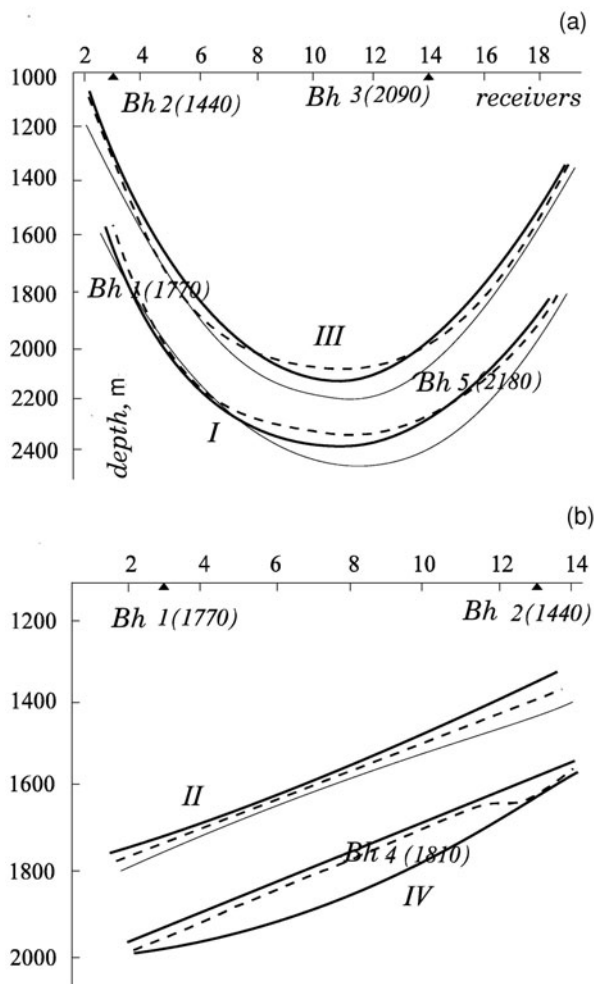 (a)
2 4 6 8 10 12 14 16 18
1000
Bh 2(1440) Bh 3(2090) receivers
1200
1400
1600
Bh 1(1770)
1800
III
2000
Bh 5(2180)
2200
I
2400
depth, m
(b)
2 4 6 8 10 12 14
Bh 1(1770) Bh 2(1440)
1200
1400
1600
II
1800
Bh 4 (1810)
IV
2000